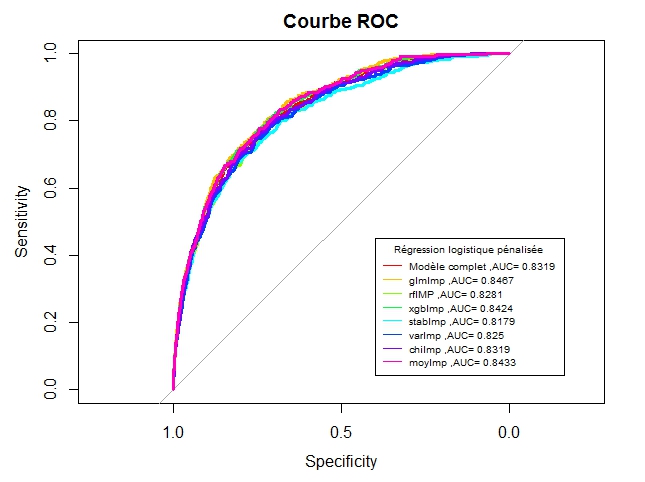 Courbe ROC
Sensitivity
1.0
0.8
0.6
0.4
0.2
0.0
Régression logistique pénalisée
Modèle complet ,AUC= 0.8319
glmImp ,AUC= 0.8467
rfIMP ,AUC= 0.8281
xgbImp ,AUC= 0.8424
stabImp ,AUC= 0.8179
varImp ,AUC= 0.825
chiImp ,AUC= 0.8319
moyImp ,AUC= 0.8433
1.0 0.5 0.0
Specificity